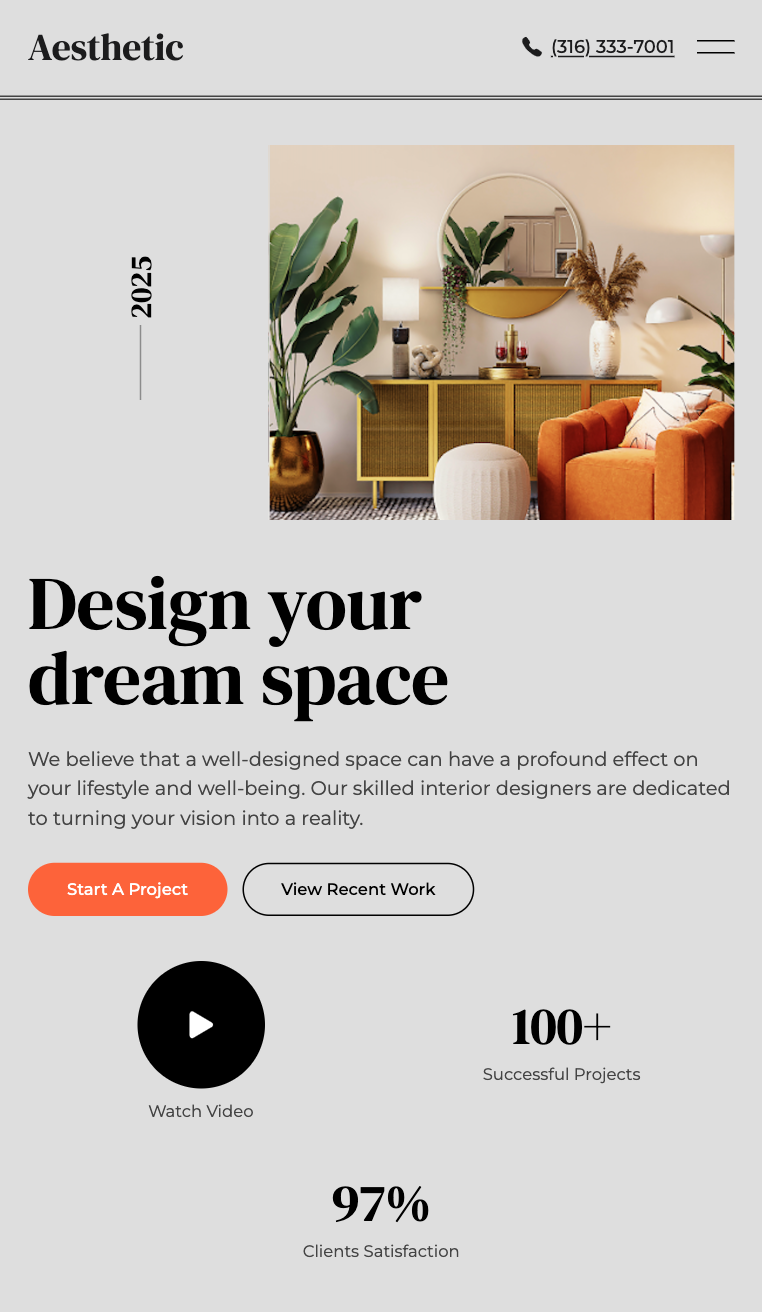 Aesthetic
(316) 333-7001
2025
Design your
dream space
We believe that a well-designed space can have a profound effect on
your lifestyle and well-being. Our skilled interior designers are dedicated
to turning your vision into a reality.
Start A Project
View Recent Work
Watch Video
100+
Successful Projects
97%
Clients Satisfaction